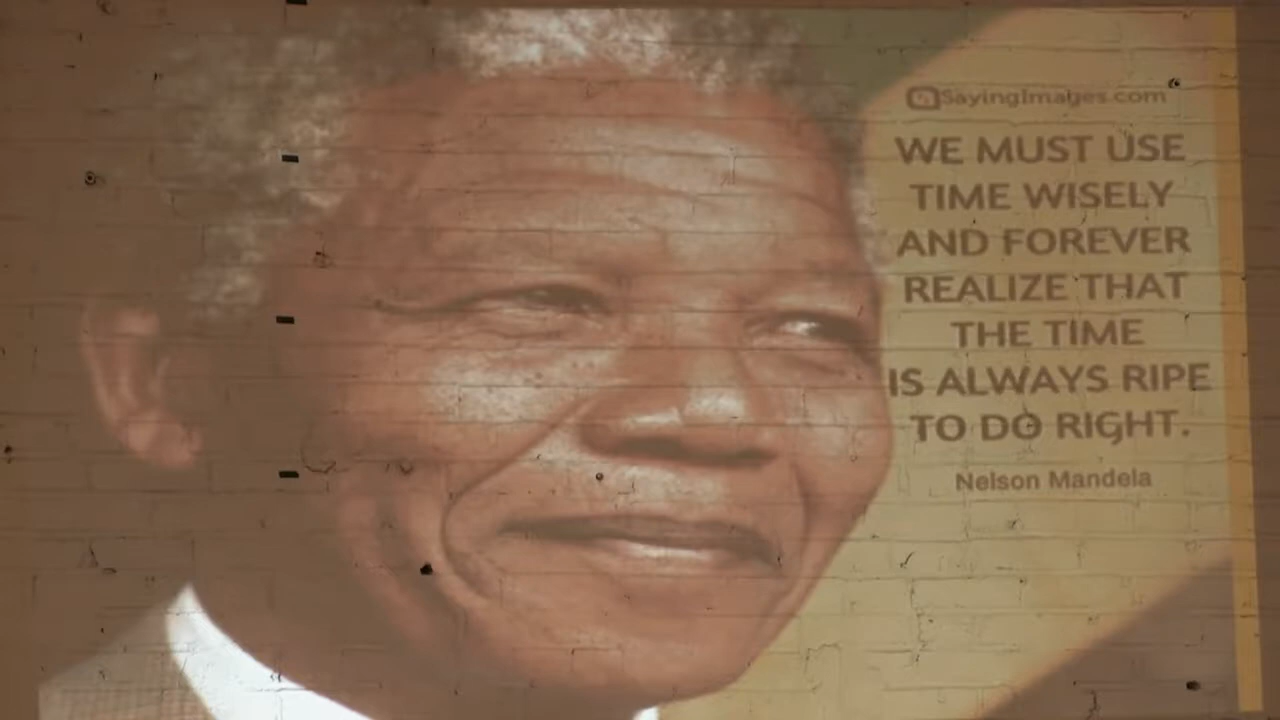 SayingImages.com
WE MUST USE
TIME WISELY
AND FOREVER
REALIZE THAT
THE TIME
IS ALWAYS RIPE
TO DO RIGHT.
Nelson Mandela